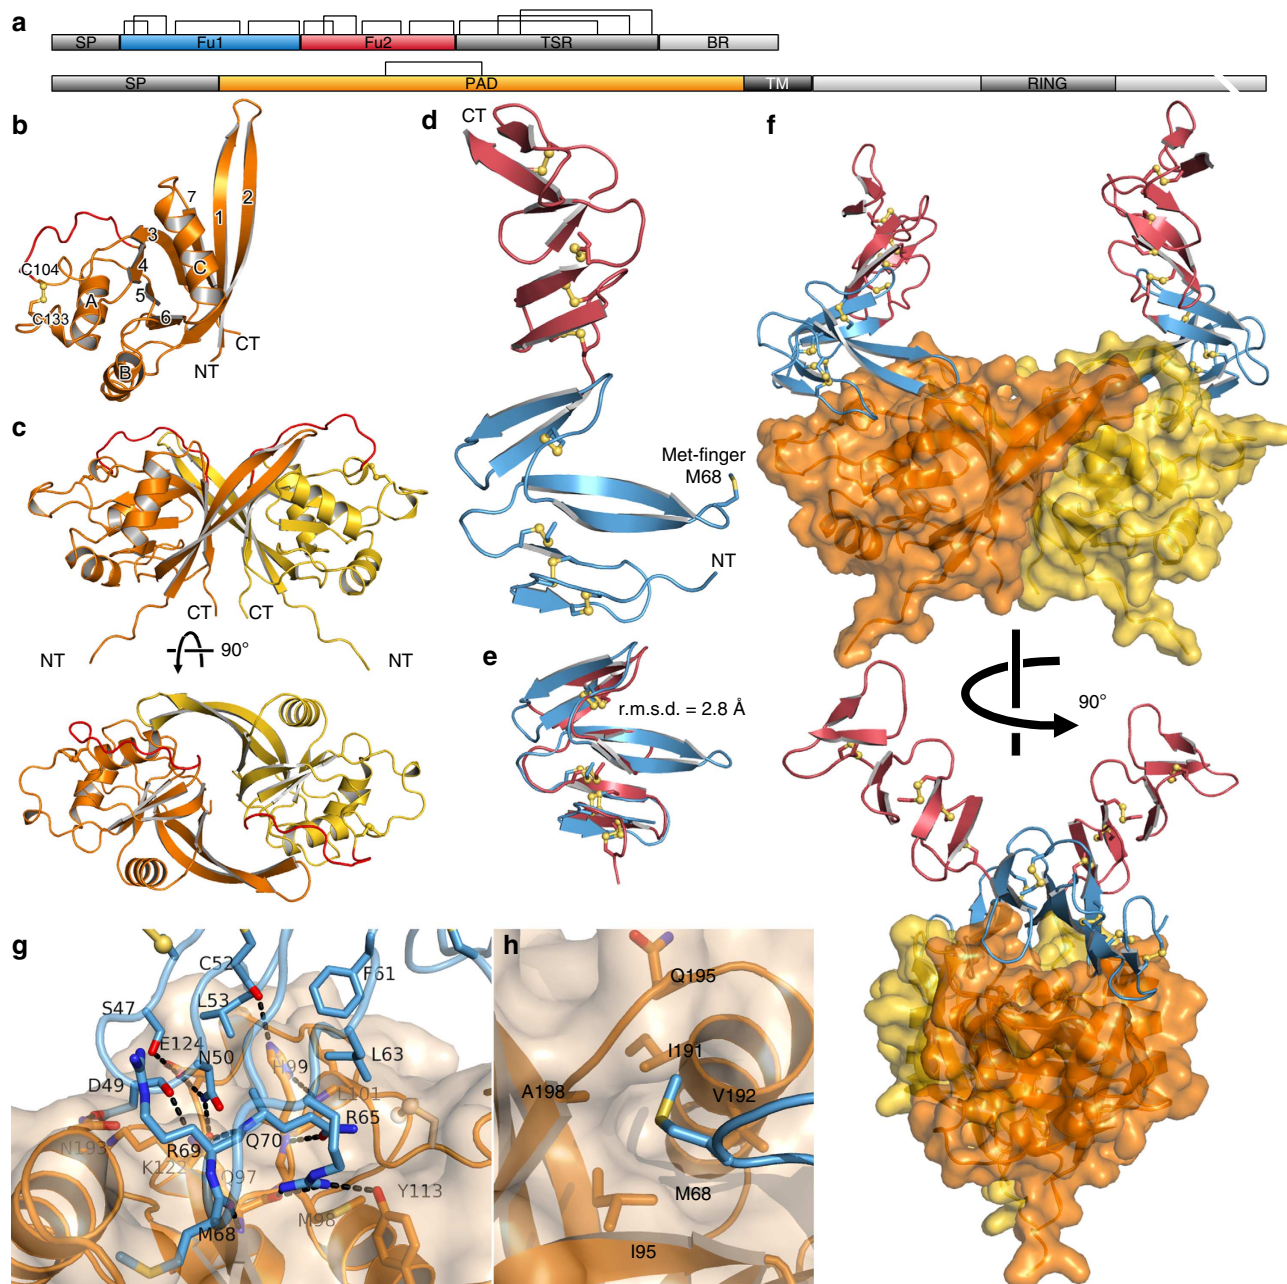 a
SP Fu1 Fu2 TSR BR
SP PAD TM RING
b
7
1
2
3
4
C
C104
A
5
C133
6
CT
B
NT
c
CT CT
NT 90° NT
d
CT
Met-finger
M68
NT
e
r.m.s.d. = 2.8 Å
f
90°
g
C52
F61
L53
S47
E124
N50
H99
L63
D49
L101
R65
N193
R69
Q70
K122
Q97
Y113
M98
M68
h
Q195
I191
A198
V192
M68
I95